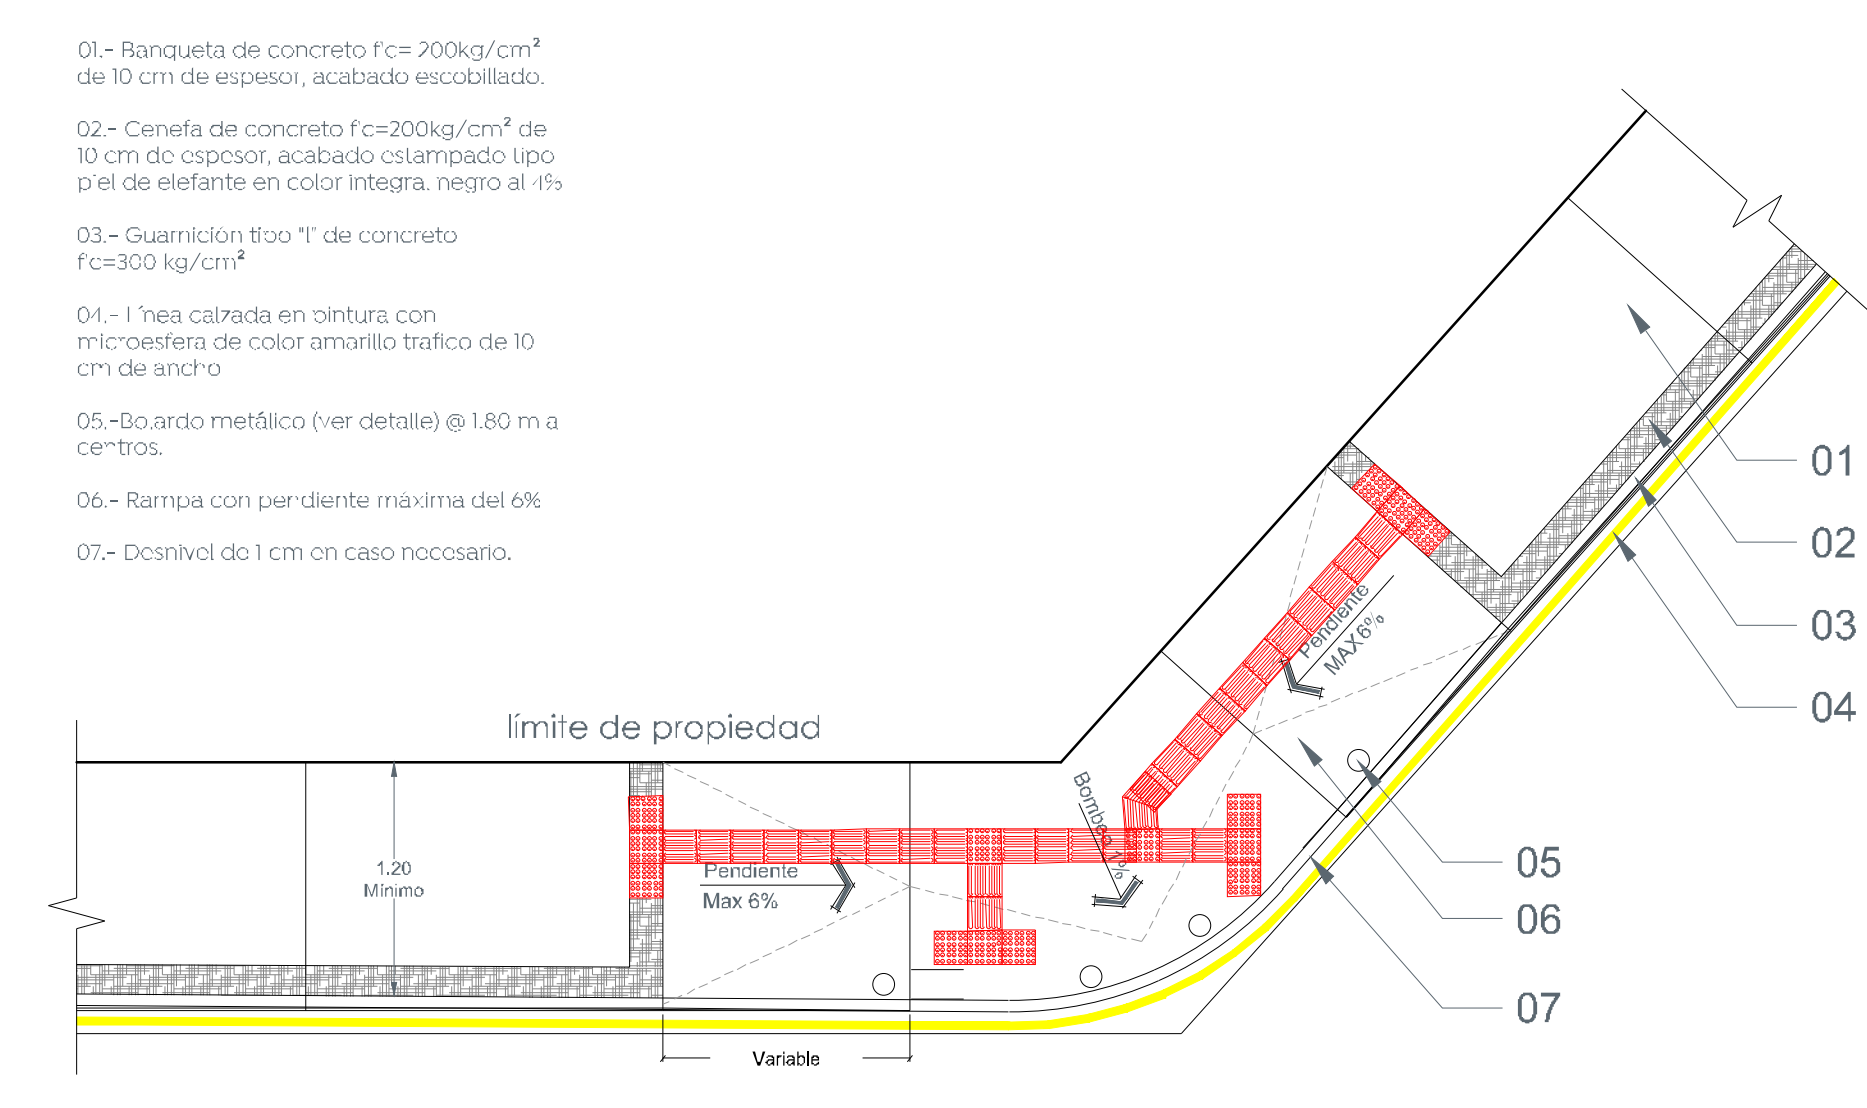 01.- Banqueta de concreto f'c= 200kg/cm²
de 10 cm de espesor, acabado escobillado.
02.- Cenefa de concreto f'c=200kg/cm² de
10 cm de espesor, acabado estampado tipo
piel de elefante en color integral negro al 4%
03.- Guarnición tipo "I" de concreto
f'c=300 kg/cm²
04.- Línea calzada en pintura con
microesfera de color amarillo trafico de 10
cm de ancho
05.-Bolardo metálico (ver detalle) @ 1.80 m a
centros.
06.- Rampa con pendiente máxima del 6%
07.- Desnivel de 1 cm en caso necesario.
límite de propiedad
1.20
Mínimo
Pendiente
Max 6%
Bombeo 1%
Pendiente
MAX 6%
Variable
01
02
03
04
05
06
07